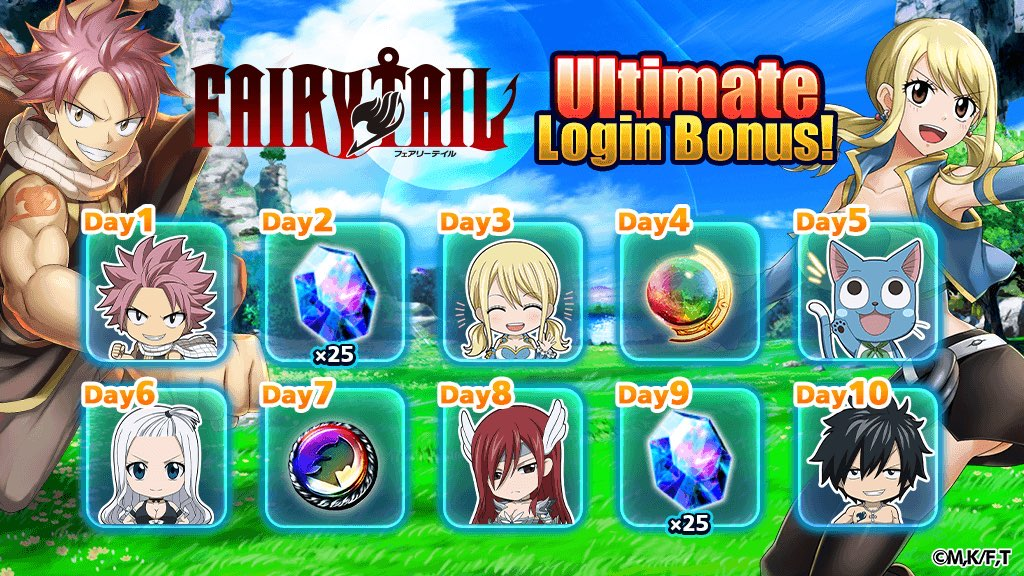 FAIRY TAIL
フェアリーテイル
Ultimate
Login Bonus!
Day1
Day2
Day3
Day4
Day5
×25
Day6
Day7
Day8
Day9
Day10
×25
©M,K/F,T